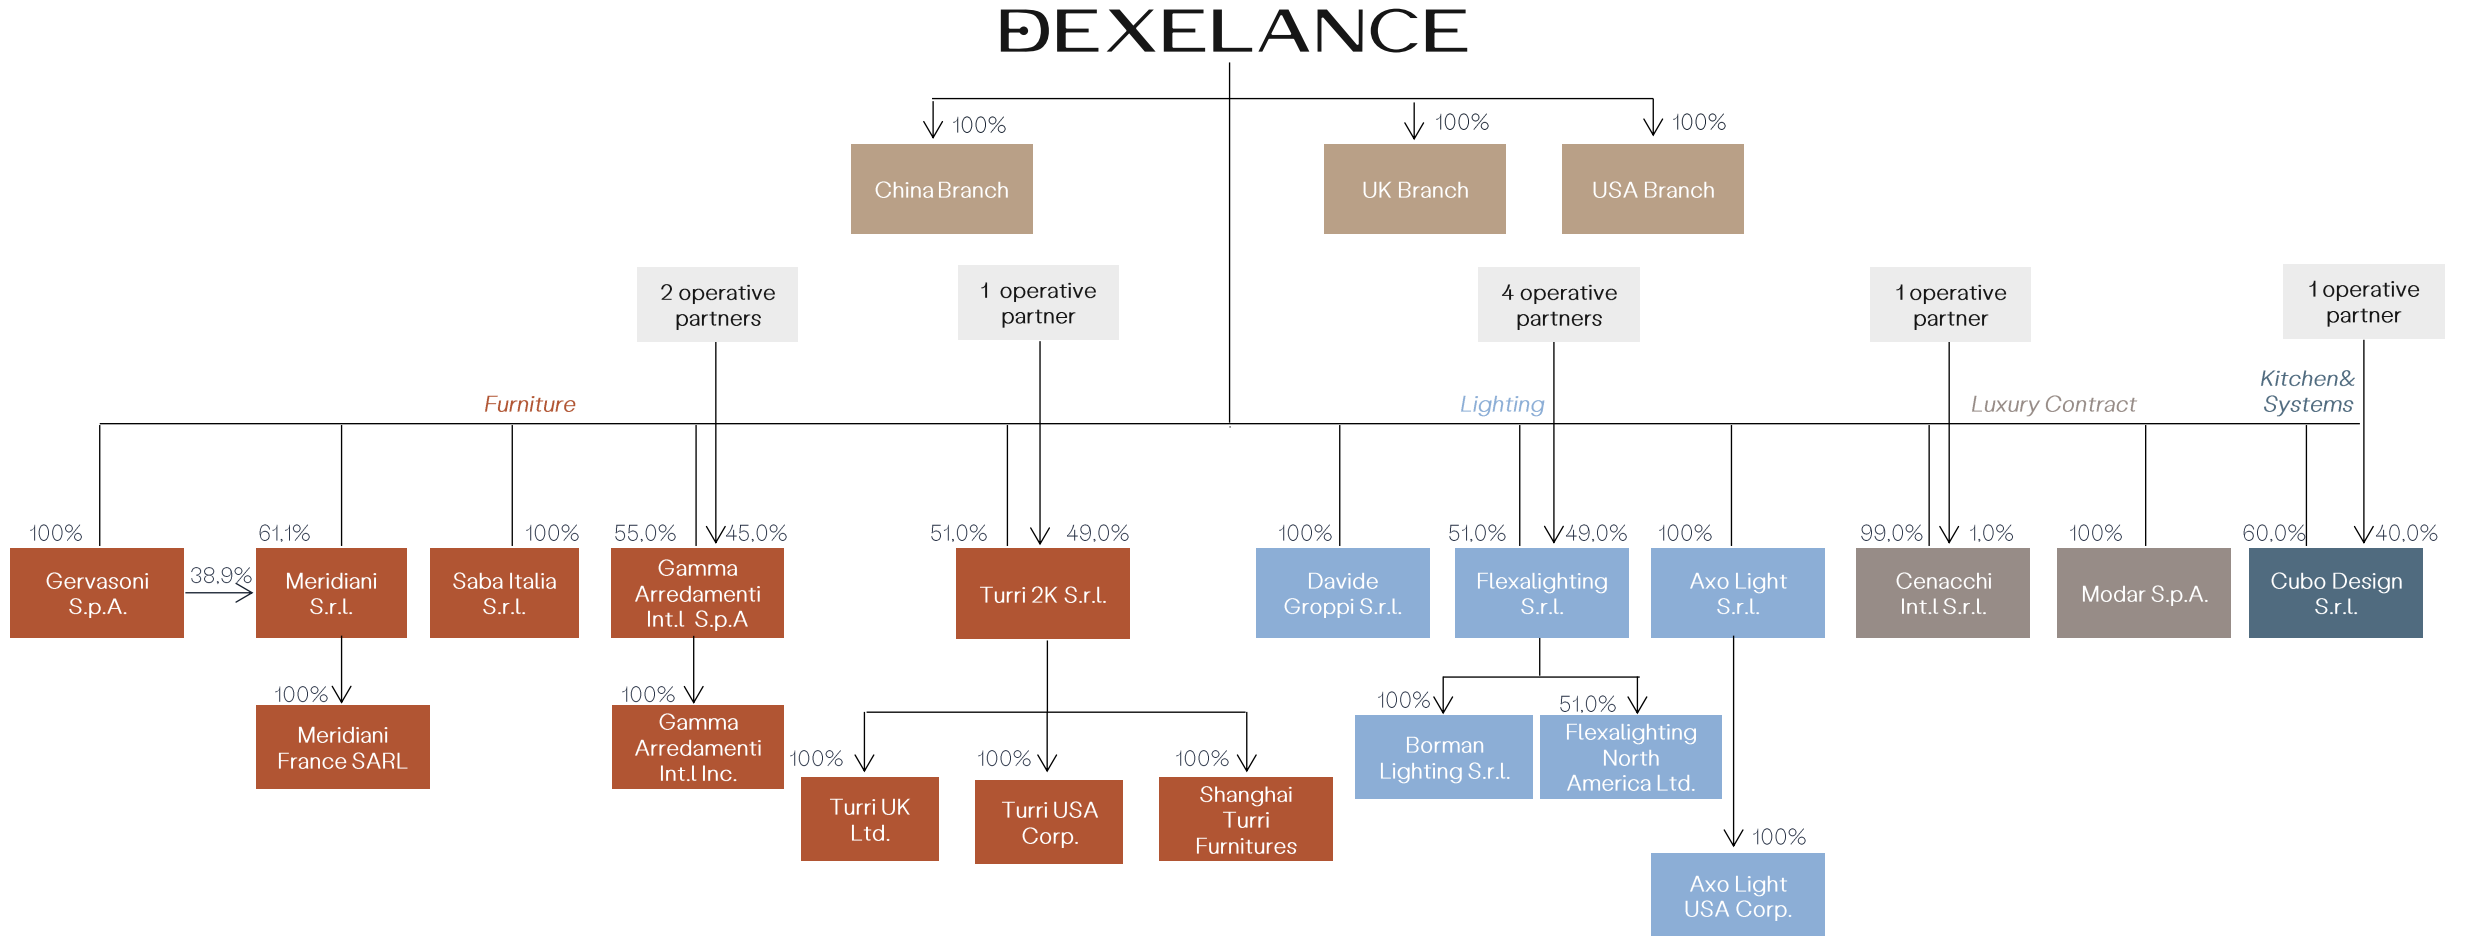 DEXELANCE
100%
100%
100%
China Branch
UK Branch
USA Branch
2 operative
partners
1 operative
partner
4 operative
partners
1 operative
partner
1 operative
partner
Furniture
Lighting
Luxury Contract
Kitchen&
Systems
100%
61,1%
100%
55,0%
45,0%
51,0%
49,0%
100%
51,0%
49,0%
100%
99,0%
1,0%
100%
60,0%
40,0%
Gervasoni
S.p.A.
38,9%
Meridiani
S.r.l.
Saba Italia
S.r.l.
Gamma
Arredamenti
Int.l S.p.A
Turri 2K S.r.l.
Davide
Groppi S.r.l.
Flexalighting
S.r.l.
Axo Light
S.r.l.
Cenacchi
Int.l S.r.l.
Modar S.p.A.
Cubo Design
S.r.l.
100%
Meridiani
France SARL
100%
Gamma
Arredamenti
Int.l Inc.
100%
Turri UK
Ltd.
100%
Turri USA
Corp.
100%
Shanghai
Turri
Furnitures
100%
Borman
Lighting S.r.l.
51,0%
Flexalighting
North
America Ltd.
100%
Axo Light
USA Corp.